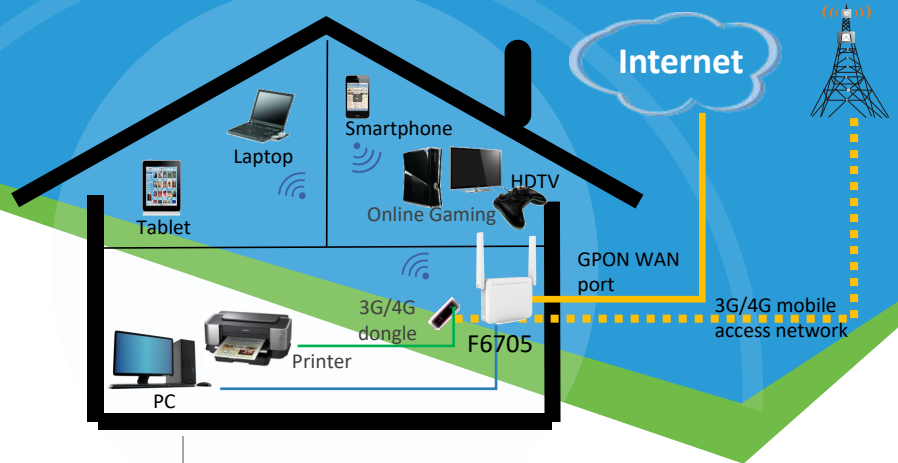 Internet
Smartphone
Laptop
HDTV
Tablet
Online Gaming
GPON WAN
port
3G/4G
dongle
3G/4G mobile
access network
F6705
Printer
PC